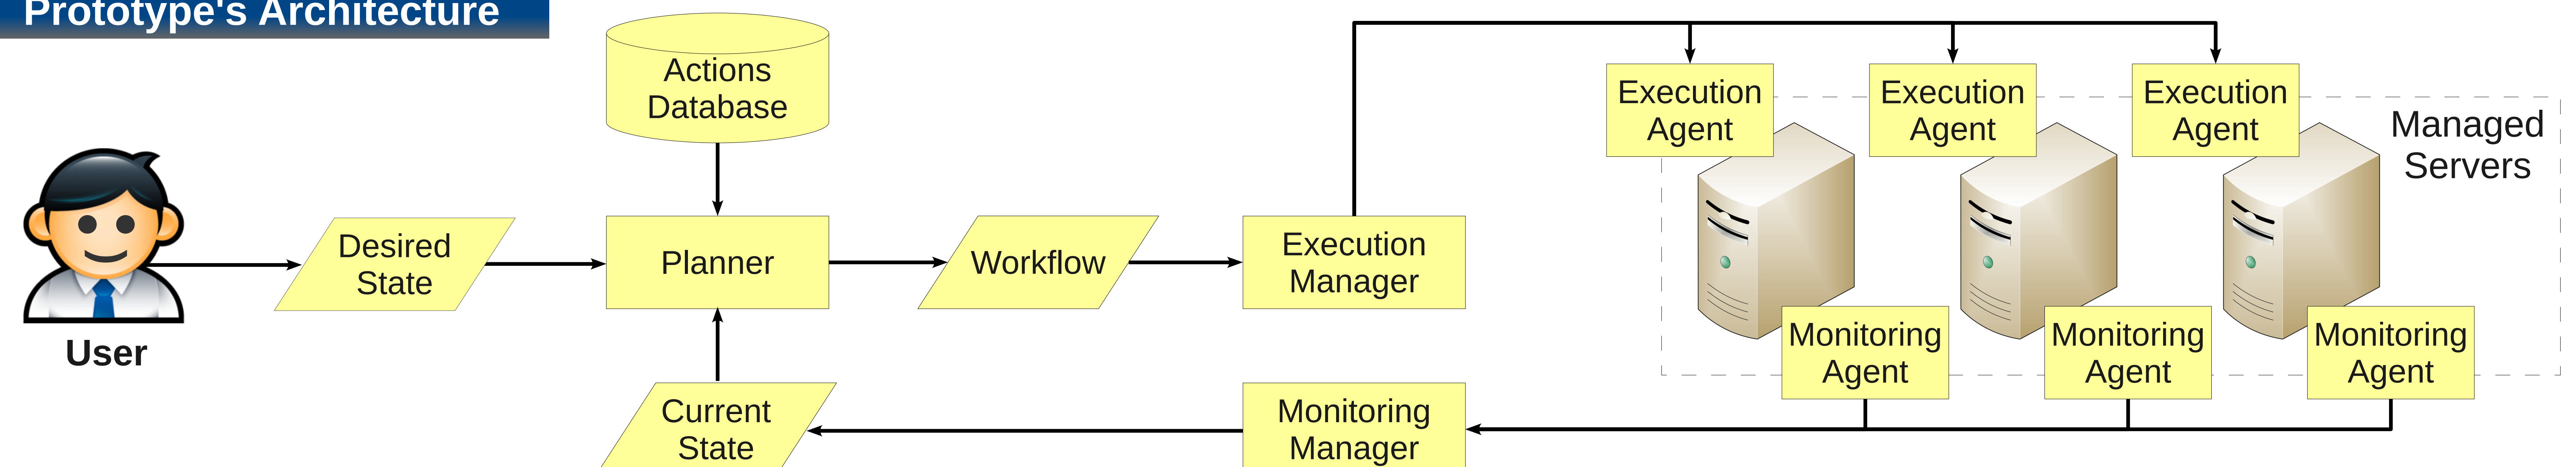 Prototype's Architecture
Actions
Database
Execution
Agent
Execution
Agent
Execution
Agent
Managed
Servers
Desired
State
Planner
Workflow
Execution
Manager
User
Monitoring
Agent
Monitoring
Agent
Monitoring
Agent
Current
State
Monitoring
Manager